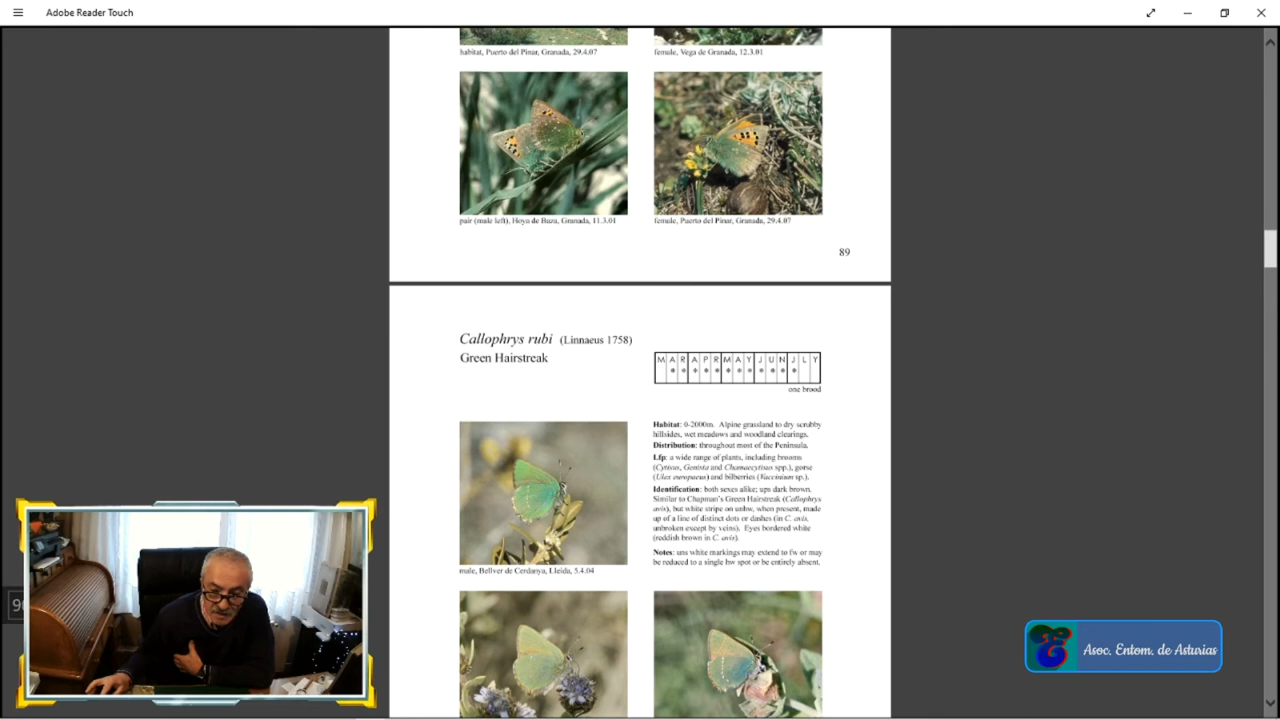 Adobe Reader Touch
habitat, Puerto del Pinar, Granada, 29.4.07
female, Vega de Granada, 12.3.01
pair (male left), Hoya de Baza, Granada, 11.3.01
female, Puerto del Pinar, Granada, 29.4.07
89
Callophrys rubi (Linnaeus 1758)
Green Hairstreak
M A R A P R M A Y J U N J L Y
one brood
Habitat: 0-2000m. Alpine grassland to dry scrubby
hillsides, wet meadows and woodland clearings.
Distribution: throughout most of the Peninsula.
Lfp: a wide range of plants, including brooms
(Cytisus, Genista and Chamaecytisus spp.), gorse
(Ulex europaeus) and bilberries (Vaccinium sp.).
Identification: both sexes alike; ups dark brown.
Similar to Chapman's Green Hairstreak (Callophrys
avis), but white stripe on unhw, when present, made
up of a line of distinct dots or dashes (in C. avis,
unbroken except by veins). Eyes bordered white
(reddish brown in C. avis).
Notes: uns white markings may extend to fw or may
be reduced to a single hw spot or be entirely absent.
male, Bellver de Cerdanya, Lleida, 5.4.04
Asoc. Entom. de Asturias